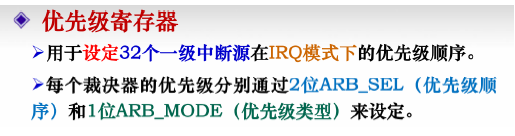 优先级寄存器
用于设定32个一级中断源在IRQ模式下的优先级顺序。
每个裁决器的优先级分别通过2位ARB_SEL（优先级顺
序）和1位ARB_MODE（优先级类型）来设定。